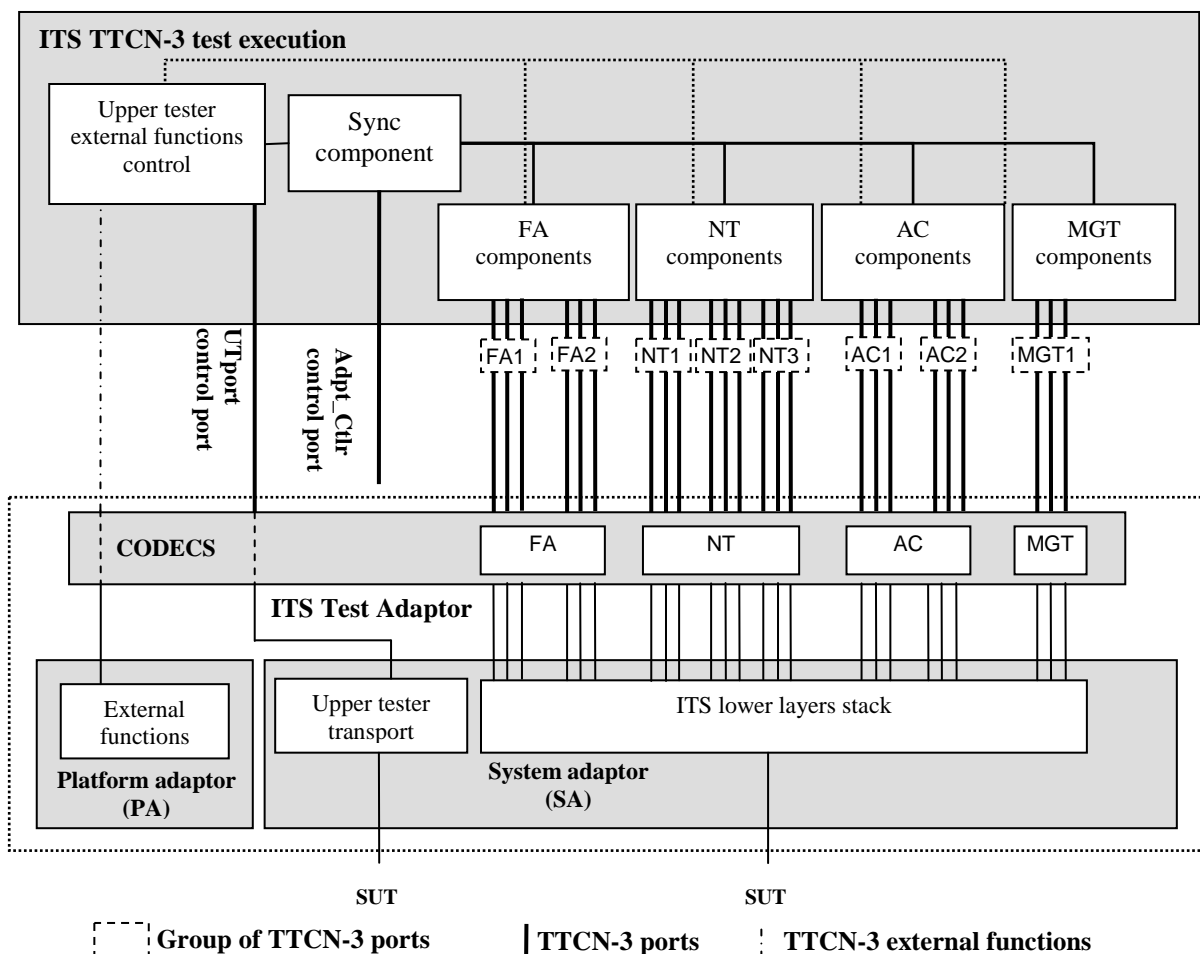 ITS TTCN-3 test execution
Upper tester
external functions
control
Sync
component
FA
components
NT
components
AC
components
MGT
components
UTport
control port
Adpt_Ctlr
control port
FA1
FA2
NT1
NT2
NT3
AC1
AC2
MGT1
CODECS
FA
NT
AC
MGT
ITS Test Adaptor
External
functions
Platform adaptor
(PA)
Upper tester
transport
ITS lower layers stack
System adaptor
(SA)
SUT
SUT
Group of TTCN-3 ports
TTCN-3 ports
TTCN-3 external functions